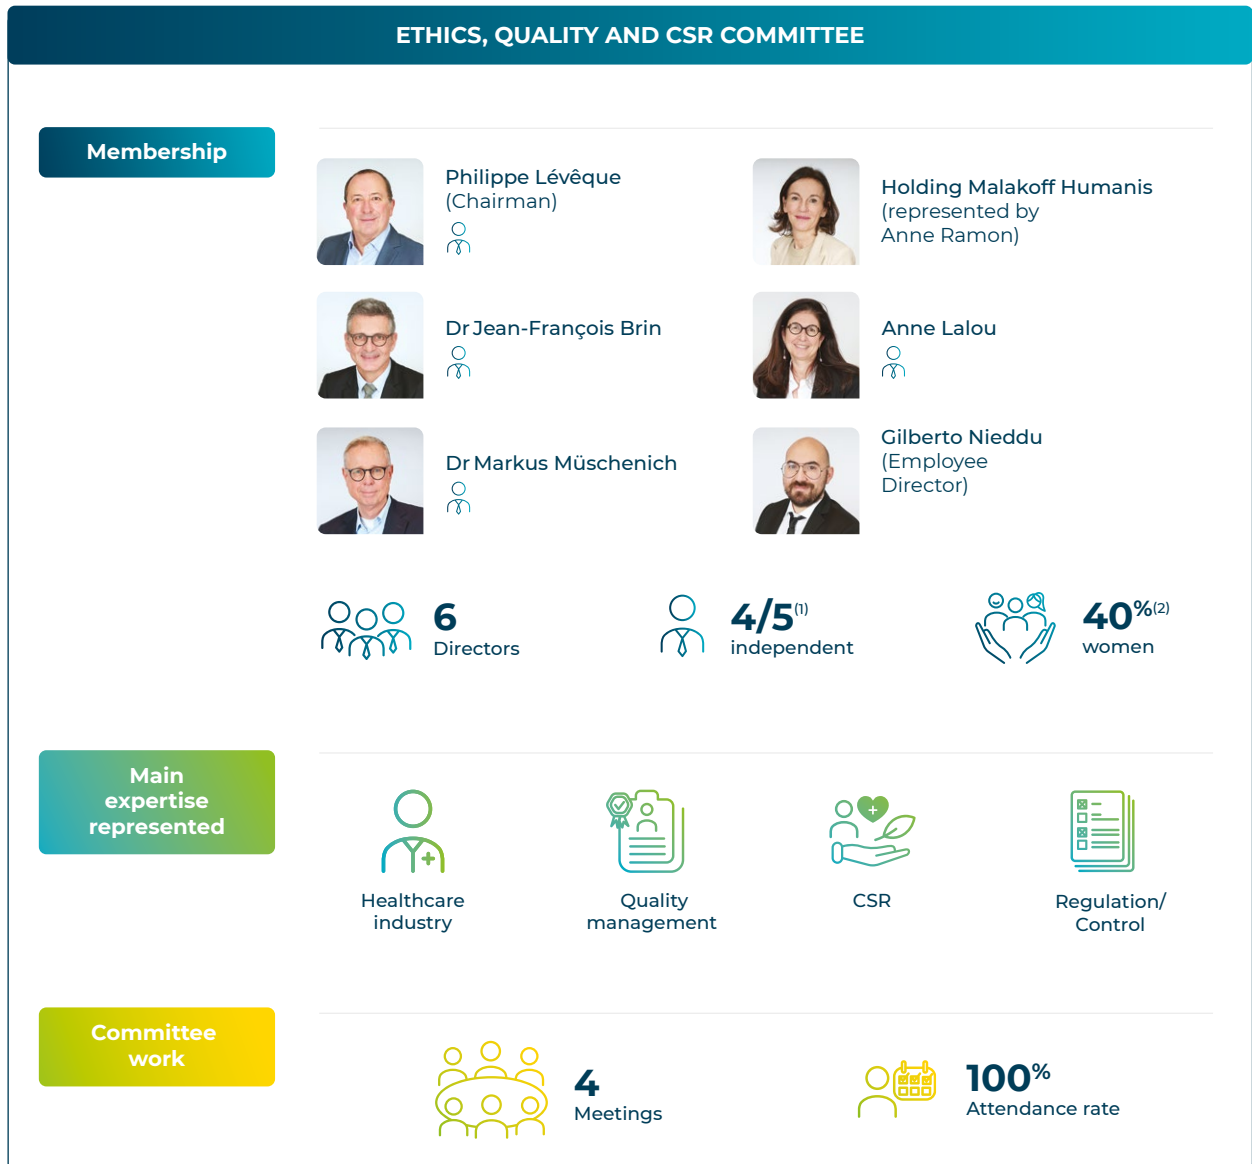 ETHICS, QUALITY AND CSR COMMITTEE
Membership
Philippe Lévêque
(Chairman)
Holding Malakoff Humanis
(represented by
Anne Ramon)
Dr Jean-François Brin
Anne Lalou
Dr Markus Müschenich
Gilberto Nieddu
(Employee
Director)
6
Directors
4/5(1)
independent
40%(2)
women
Main
expertise
represented
Healthcare
industry
Quality
management
CSR
Regulation/
Control
Committee
work
4
Meetings
100%
Attendance rate